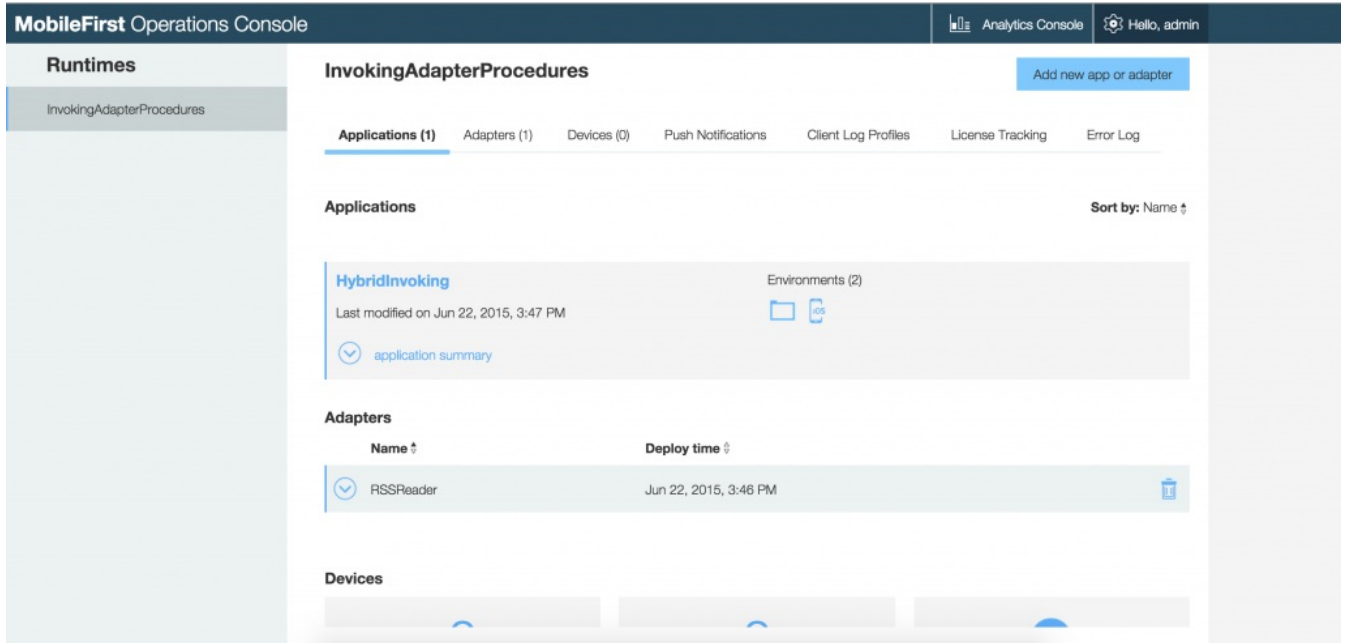 MobileFirst Operations Console
Analytics Console
Hello, admin
Runtimes
InvokingAdapterProcedures
InvokingAdapterProcedures
Add new app or adapter
Applications (1) Adapters (1) Devices (0) Push Notifications Client Log Profiles License Tracking Error Log
Applications
Sort by: Name
HybridInvoking
Environments (2)
Last modified on Jun 22, 2015, 3:47 PM
iOS
application summary
Adapters
Name Deploy time
RSSReader Jun 22, 2015, 3:46 PM
Devices